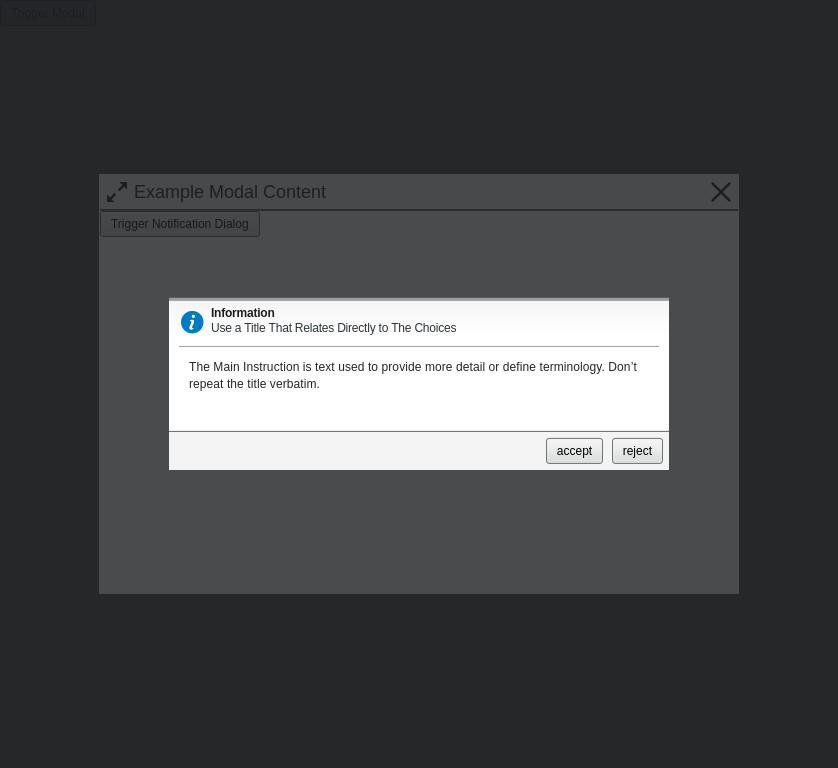 Trigger Modal
Example Modal Content
Trigger Notification Dialog
Information
Use a Title That Relates Directly to The Choices
The Main Instruction is text used to provide more detail or define terminology. Don’t
repeat the title verbatim.
accept reject